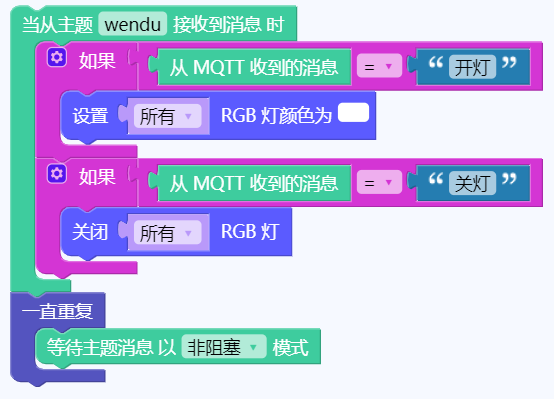 当从主题 wendu 接收到消息 时
如果 从 MQTT 收到的消息 = “ 开灯 ”
设置 所有 RGB 灯颜色为
如果 从 MQTT 收到的消息 = “ 关灯 ”
关闭 所有 RGB 灯
一直重复
等待主题消息 以 非阻塞 模式